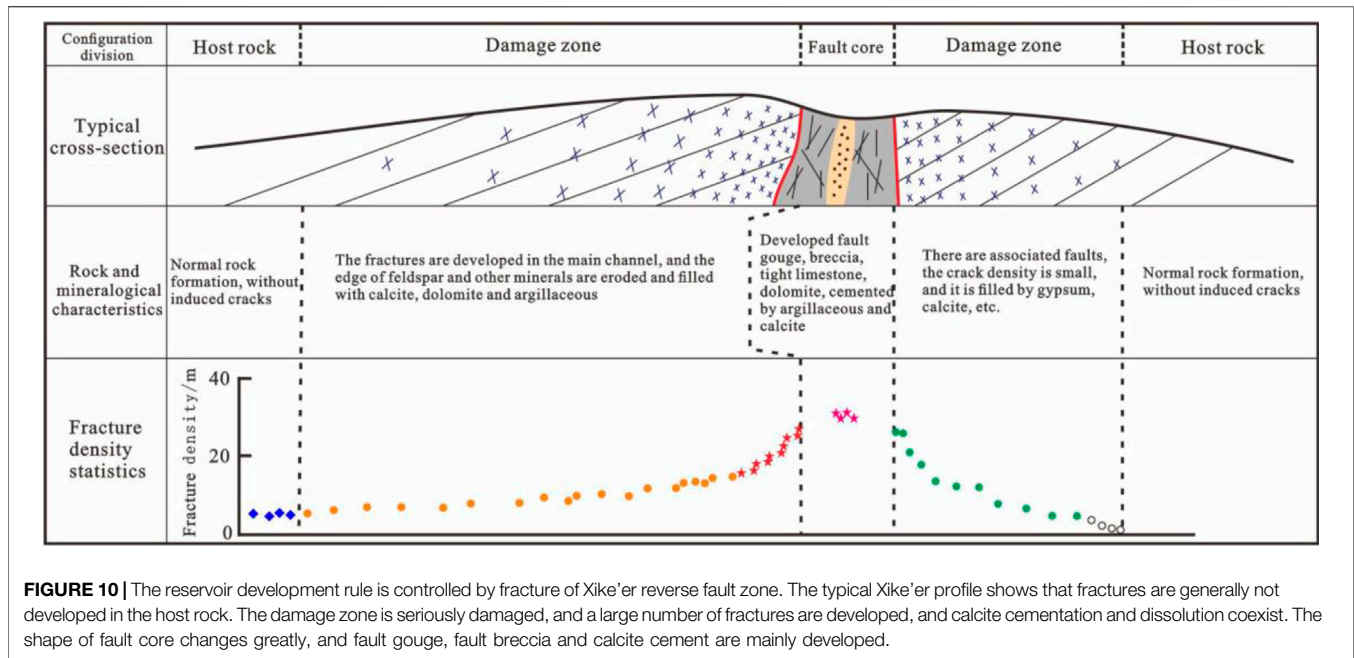 Configuration
division
Host rock
Damage zone
Fault core
Damage zone
Host rock
Typical
cross-section
Rock and
mineralogical
characteristics
Normal rock
formation, without
induced cracks
The fractures are developed in the main channel, and the
edge of feldspar and other minerals are eroded and filled
with calcite, dolomite and argillaceous
Developed fault
gouge, breccia,
tight limestone,
dolomite, cemented
by argillaceous and
calcite
There are associated faults,
the crack density is small,
and it is filled by gypsum,
calcite, etc.
Normal rock formation,
without induced cracks
Fracture
density
statistics
Fracture density/m
40
20
0
FIGURE 10 | The reservoir development rule is controlled by fracture of Xike’er reverse fault zone. The typical Xike’er profile shows that fractures are generally not
developed in the host rock. The damage zone is seriously damaged, and a large number of fractures are developed, and calcite cementation and dissolution coexist. The
shape of fault core changes greatly, and fault gouge, fault breccia and calcite cement are mainly developed.